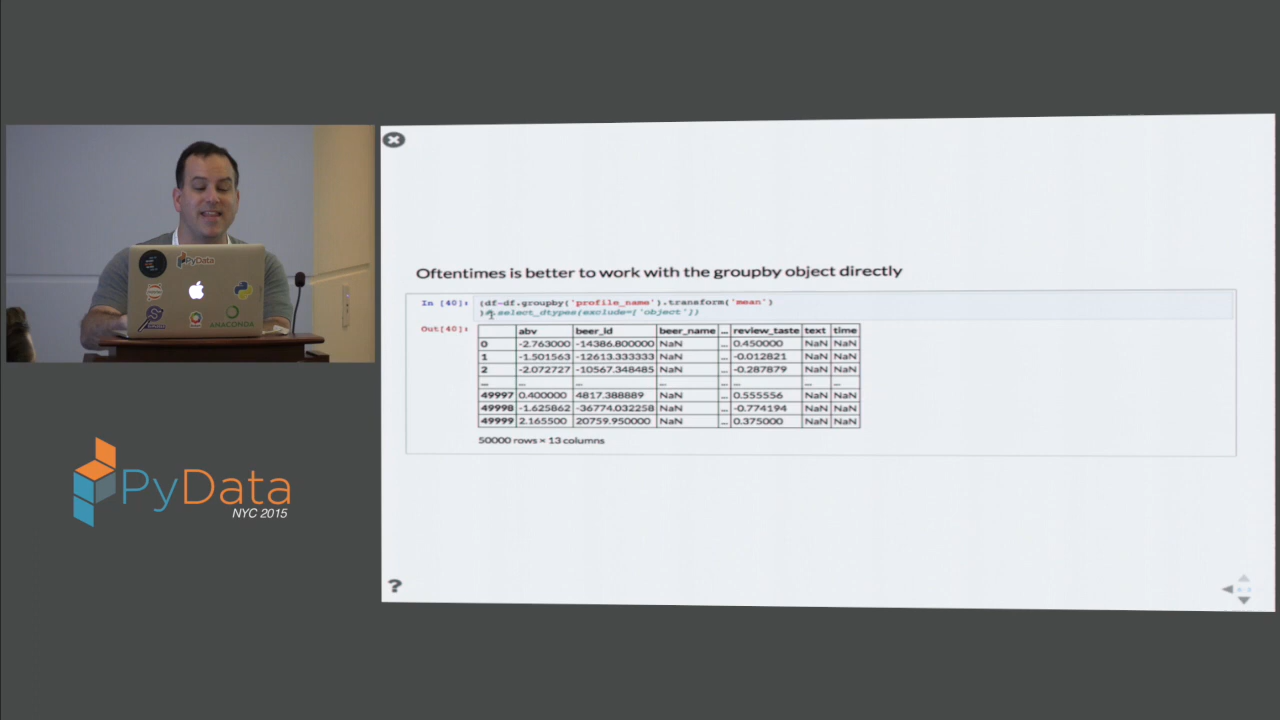 Oftentimes is better to work with the groupby object directly
In [40]: (df-df.groupby('profile_name').transform('mean')
)#.select_dtypes(exclude=['object'])
Out[40]:
abv beer_id beer_name ... review_taste text time
0 -2.763000 -14386.800000 NaN ... 0.450000 NaN NaN
1 -1.501563 -12613.333333 NaN ... -0.012821 NaN NaN
2 -2.072727 -10567.348485 NaN ... -0.287879 NaN NaN
... ... ... ... ... ... ... ...
49997 0.400000 4817.388889 NaN ... 0.555556 NaN NaN
49998 -1.625862 -36774.032258 NaN ... -0.774194 NaN NaN
49999 2.165500 20759.950000 NaN ... 0.375000 NaN NaN
50000 rows × 13 columns
?
PyData
ANACONDA
PyData
NYC 2015